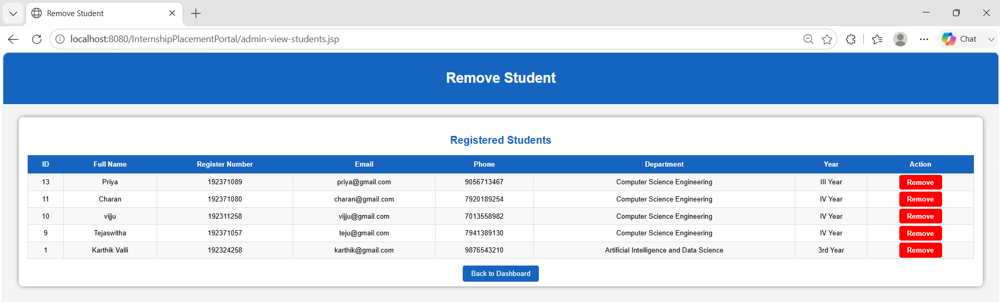 Remove Student
localhost:8080/InternshipPlacementPortal/admin-view-students.jsp
Chat
Remove Student
Registered Students
ID Full Name Register Number Email Phone Department Year Action
13 Priya 192371089 priya@gmail.com 9056713467 Computer Science Engineering III Year Remove
11 Charan 192371080 charan@gmail.com 7920189254 Computer Science Engineering IV Year Remove
10 vijju 192311258 vijju@gmail.com 7013558982 Computer Science Engineering IV Year Remove
9 Tejaswitha 192371057 teju@gmail.com 7941389130 Computer Science Engineering IV Year Remove
1 Karthik Valli 192324258 karthik@gmail.com 9876543210 Artificial Intelligence and Data Science 3rd Year Remove
Back to Dashboard